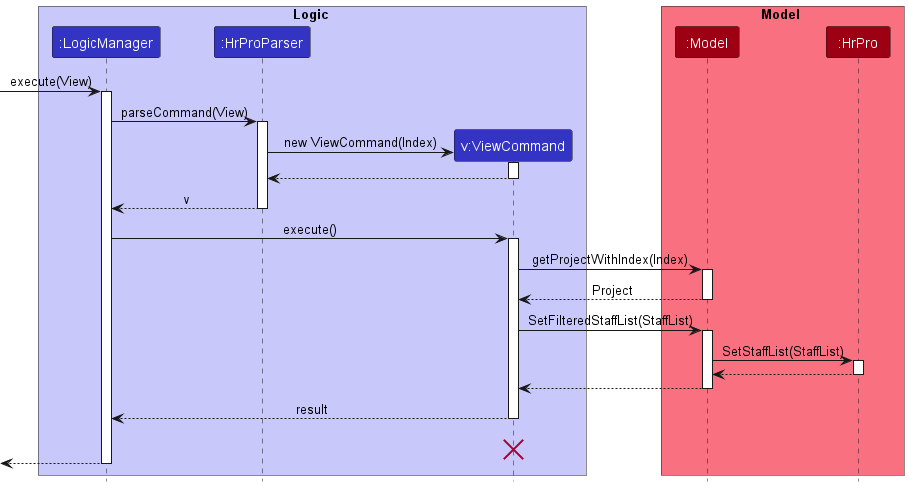 Logic
Model
:LogicManager
:HrProParser
:Model
:HrPro
execute(View)
parseCommand(View)
new ViewCommand(Index)
v:ViewCommand
v
execute()
getProjectWithIndex(Index)
Project
SetFilteredStaffList(StaffList)
SetStaffList(StaffList)
result